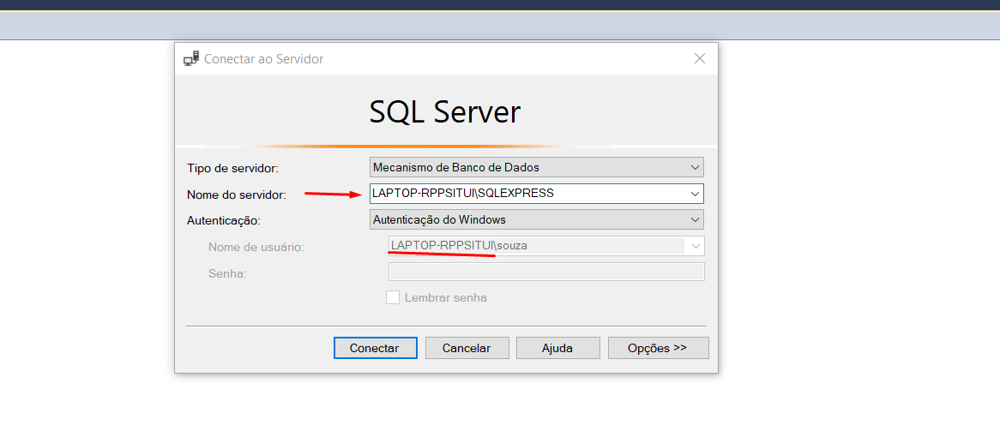 Conectar ao Servidor
SQL Server
Tipo de servidor: Mecanismo de Banco de Dados
Nome do servidor: LAPTOP-RPPSITUI\SQLEXPRESS
Autenticação: Autenticação do Windows
Nome de usuário: LAPTOP-RPPSITUI\souza
Senha:
Lembrar senha
Conectar Cancelar Ajuda Opções >>